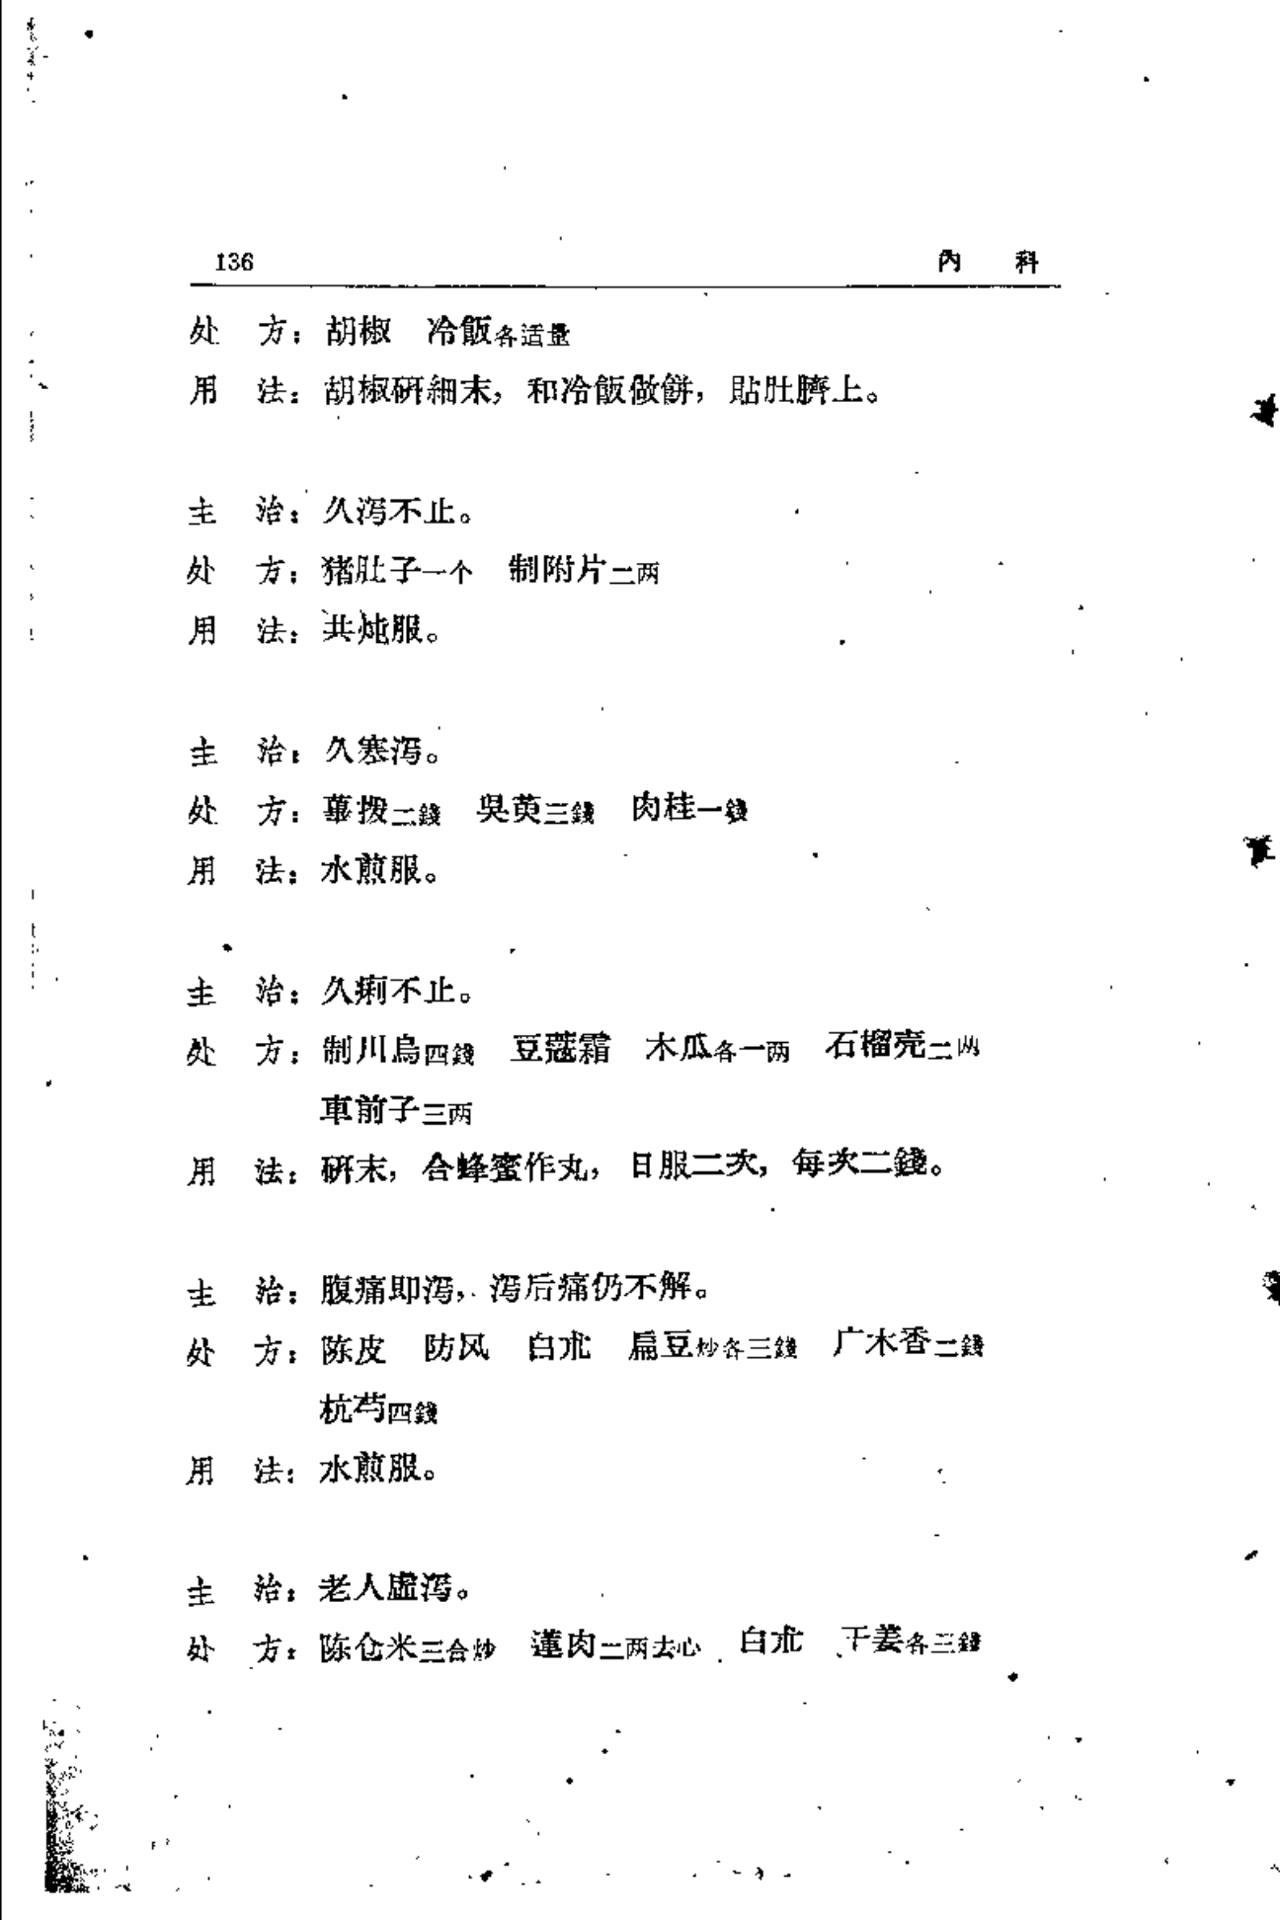 136 內 科
处 方：胡椒 冷飯各适量
用 法：胡椒研細末，和冷飯做餅，貼肚臍上。
主 治：久泻不止。
处 方：猪肚子一个 制附片二两
用 法：共炖服。
主 治：久寒泻。
处 方：蓽拨二錢 吳萸三錢 肉桂一錢
用 法：水煎服。
主 治：久痢不止。
处 方：制川烏四錢 豆蔻霜 木瓜各一两 石榴壳二两
車前子三两
用 法：研末，合蜂蜜作丸，日服二次，每次二錢。
主 治：腹痛即泻，泻后痛仍不解。
处 方：陈皮 防风 白朮 扁豆炒各三錢 广木香二錢
杭芍四錢
用 法：水煎服。
主 治：老人虛泻。
处 方：陈仓米三合炒 蓮肉二两去心 白朮 干姜各三錢